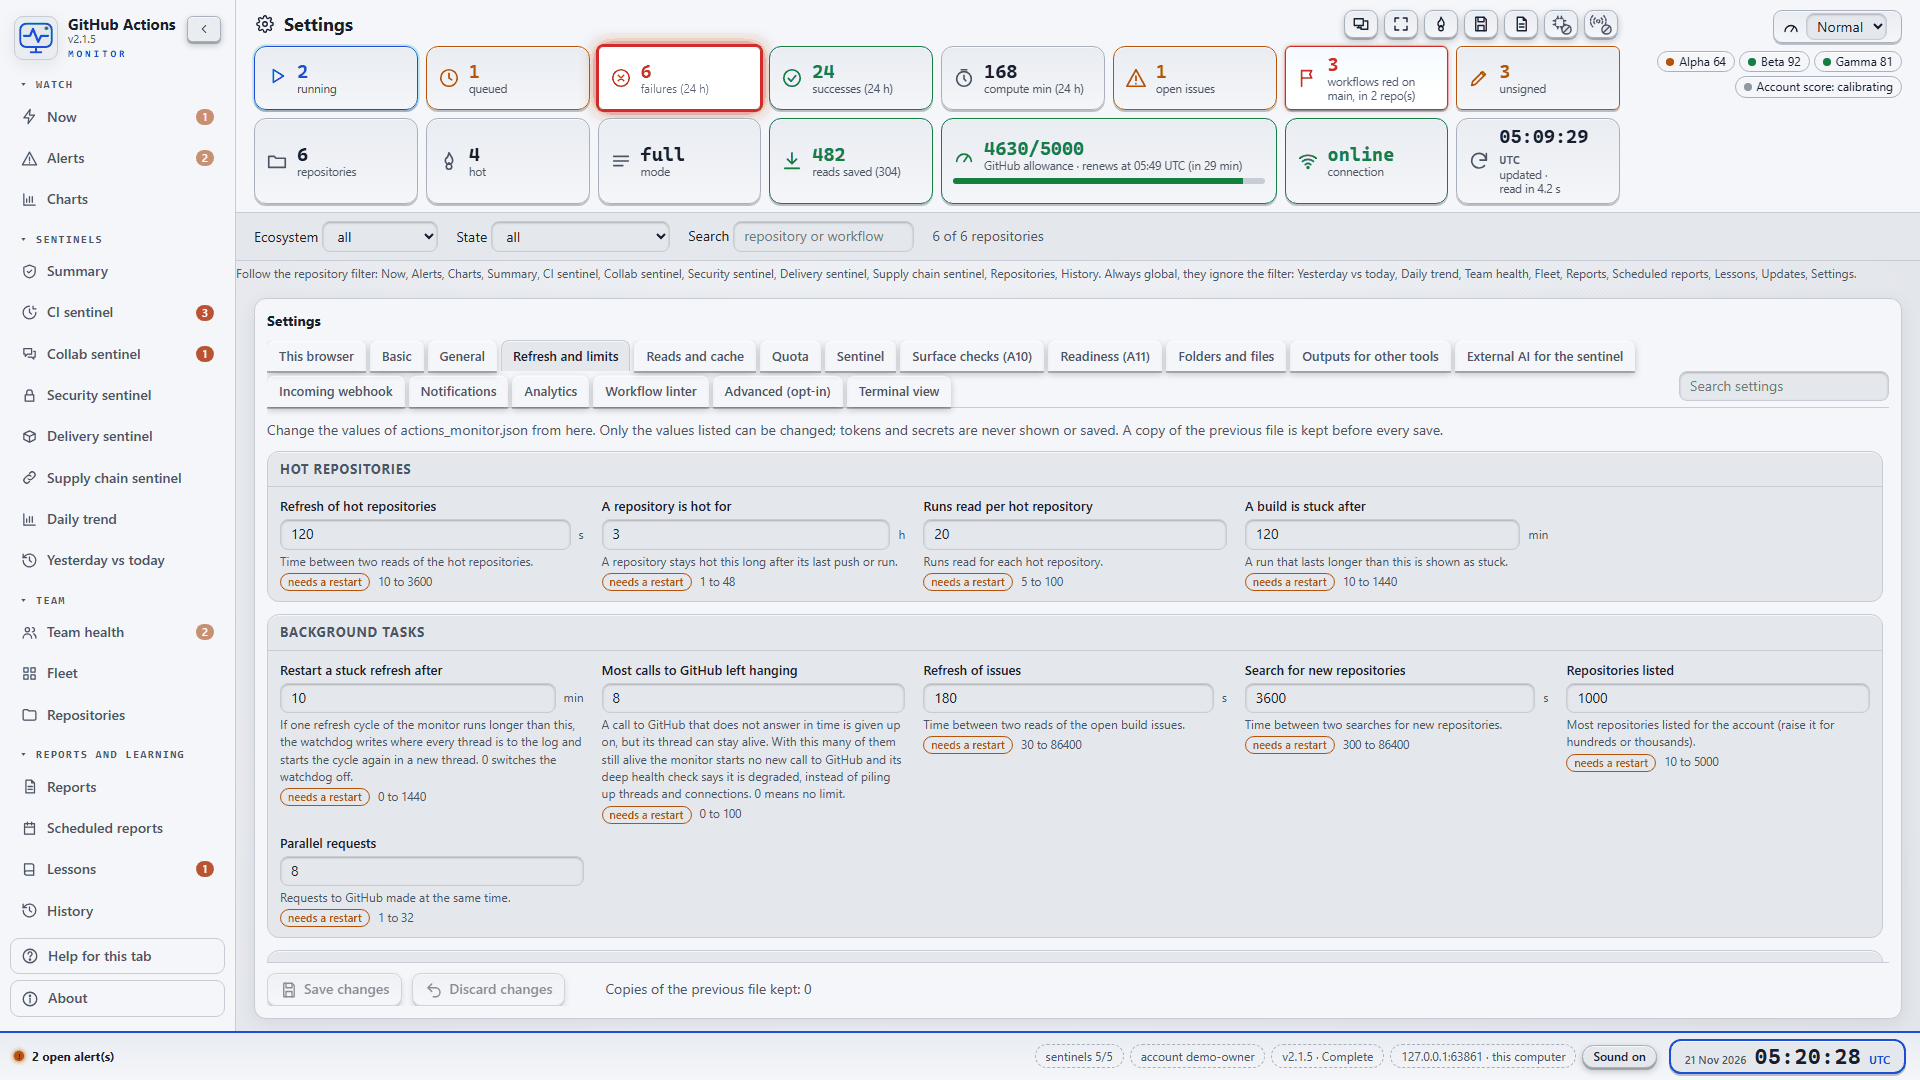 GitHub Actions
v2.1.5
MONITOR
WATCH
Now 1
Alerts 2
Charts
SENTINELS
Summary
CI sentinel 3
Collab sentinel 1
Security sentinel
Delivery sentinel
Supply chain sentinel
Daily trend
Yesterday vs today
TEAM
Team health 2
Fleet
Repositories
REPORTS AND LEARNING
Reports
Scheduled reports
Lessons 1
History
Help for this tab
About
Settings
Normal
Alpha 64 Beta 92 Gamma 81
Account score: calibrating
2
running
1
queued
6
failures (24 h)
24
successes (24 h)
168
compute min (24 h)
1
open issues
3
workflows red on
main, in 2 repo(s)
3
unsigned
6
repositories
4
hot
full
mode
482
reads saved (304)
4630/5000
GitHub allowance · renews at 05:49 UTC (in 29 min)
online
connection
05:09:29
UTC
updated ·
read in 4.2 s
Ecosystem all State all Search repository or workflow 6 of 6 repositories
Follow the repository filter: Now, Alerts, Charts, Summary, CI sentinel, Collab sentinel, Security sentinel, Delivery sentinel, Supply chain sentinel, Repositories, History. Always global, they ignore the filter: Yesterday vs today, Daily trend, Team health, Fleet, Reports, Scheduled reports, Lessons, Updates, Settings.
Settings
This browser Basic General Refresh and limits Reads and cache Quota Sentinel Surface checks (A10) Readiness (A11) Folders and files Outputs for other tools External AI for the sentinel
Incoming webhook Notifications Analytics Workflow linter Advanced (opt-in) Terminal view
Search settings
Change the values of actions_monitor.json from here. Only the values listed can be changed; tokens and secrets are never shown or saved. A copy of the previous file is kept before every save.
HOT REPOSITORIES
Refresh of hot repositories
120 s
Time between two reads of the hot repositories.
needs a restart 10 to 3600
A repository is hot for
3 h
A repository stays hot this long after its last push or run.
needs a restart 1 to 48
Runs read per hot repository
20
Runs read for each hot repository.
needs a restart 5 to 100
A build is stuck after
120 min
A run that lasts longer than this is shown as stuck.
needs a restart 10 to 1440
BACKGROUND TASKS
Restart a stuck refresh after
10 min
If one refresh cycle of the monitor runs longer than this,
the watchdog writes where every thread is to the log and
starts the cycle again in a new thread. 0 switches the
watchdog off.
needs a restart 0 to 1440
Most calls to GitHub left hanging
8
A call to GitHub that does not answer in time is given up
on, but its thread can stay alive. With this many of them
still alive the monitor starts no new call to GitHub and its
deep health check says it is degraded, instead of piling
up threads and connections. 0 means no limit.
needs a restart 0 to 100
Refresh of issues
180 s
Time between two reads of the open build issues.
needs a restart 30 to 86400
Search for new repositories
3600 s
Time between two searches for new repositories.
needs a restart 300 to 86400
Repositories listed
1000
Most repositories listed for the account (raise it for
hundreds or thousands).
needs a restart 10 to 5000
Parallel requests
8
Requests to GitHub made at the same time.
needs a restart 1 to 32
Save changes Discard changes Copies of the previous file kept: 0
2 open alert(s)
sentinels 5/5 account demo-owner v2.1.5 · Complete 127.0.0.1:63861 · this computer Sound on 21 Nov 2026 05:20:28 UTC